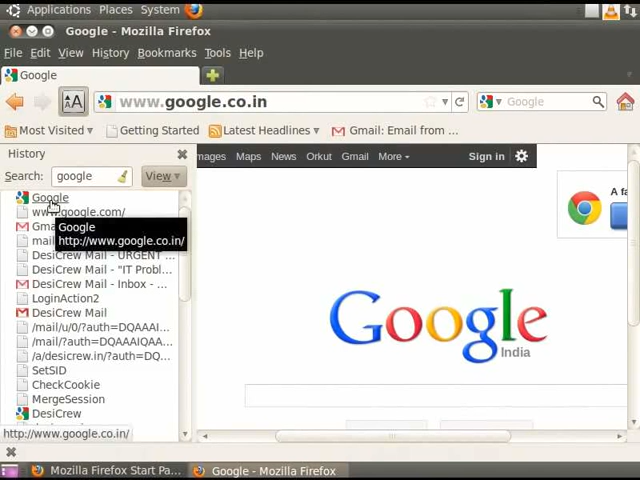 Applications Places System
Google - Mozilla Firefox
File Edit View History Bookmarks Tools Help
Google
www.google.co.in
Google
Most Visited Getting Started Latest Headlines Gmail: Email from ...
History
Search: google View
mages Maps News Orkut Gmail More Sign in
Google
www.google.com/
Gma
mail
Google
http://www.google.co.in/
DesiCrew Mail - URGENT ...
DesiCrew Mail - "IT Probl...
DesiCrew Mail - Inbox - ...
LoginAction2
DesiCrew Mail
/mail/u/0/?auth=DQAAAI...
/mail/?auth=DQAAAIQAA...
/a/desicrew.in/?auth=DQ...
SetSID
CheckCookie
MergeSession
DesiCrew
http://www.google.co.in/
A fa
Google
India
Mozilla Firefox Start Pa... Google - Mozilla Firefox